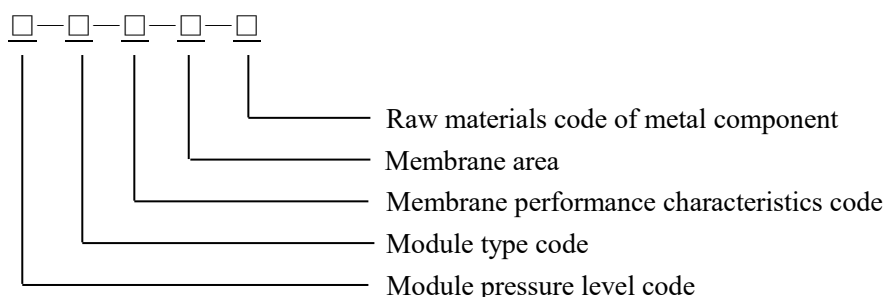 □—□—□—□—□
Raw materials code of metal component
Membrane area
Membrane performance characteristics code
Module type code
Module pressure level code